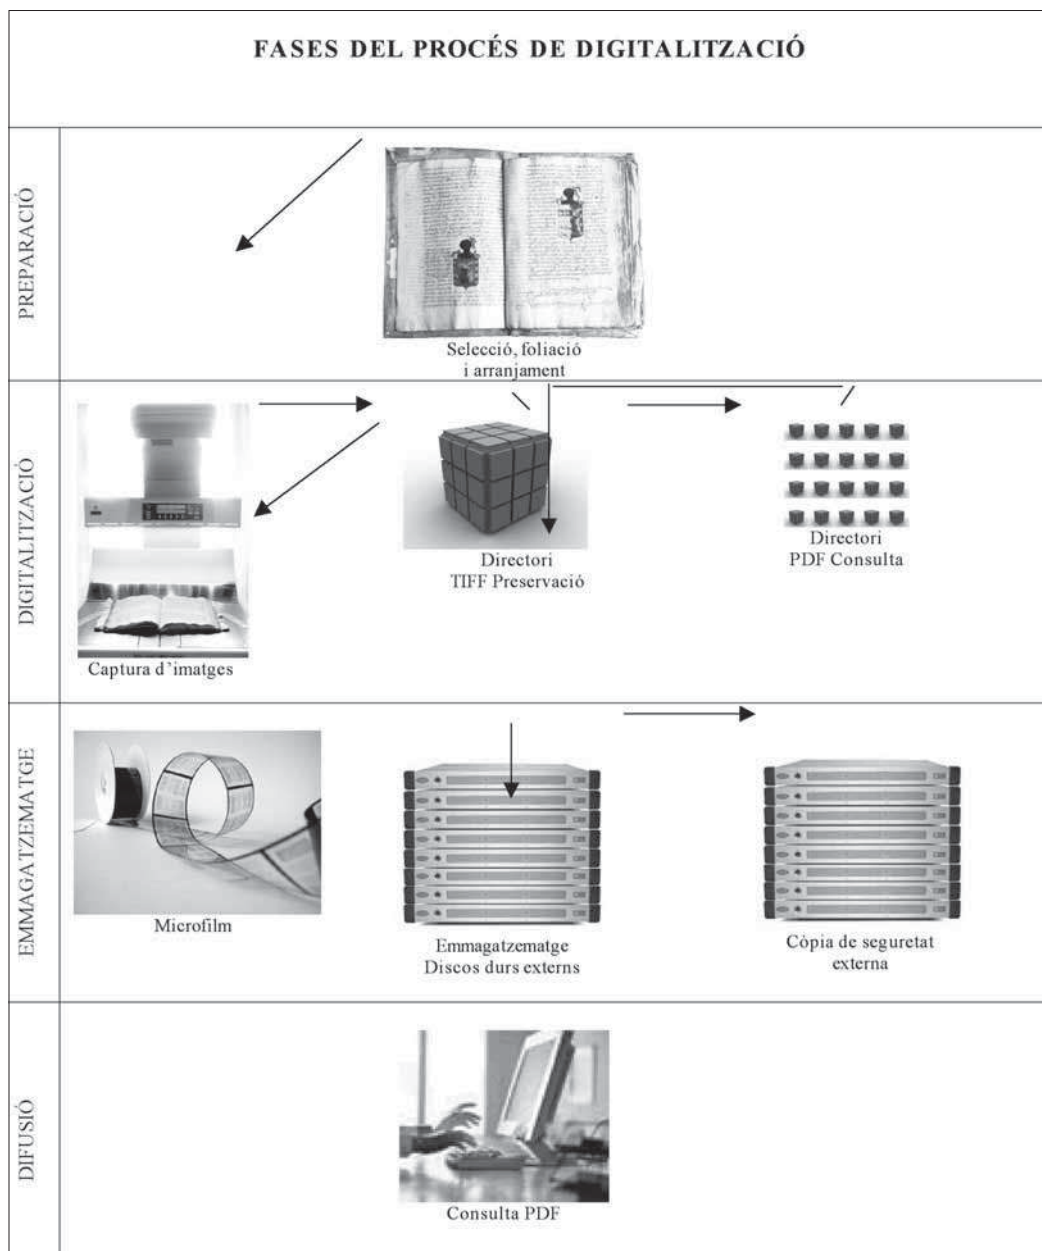 FASES DEL PROCÉS DE DIGITALITZACIÓ
PREPARACIÓ
Selecció, foliació
i arranjament
DIGITALITZACIÓ
Captura d’imatges
Directori
TIFF Preservació
Directori
PDF Consulta
EMMAGATZEMATGE
Microfilm
Emmagatzematge
Discos durs externs
Còpia de seguretat
externa
DIFUSIÓ
Consulta PDF